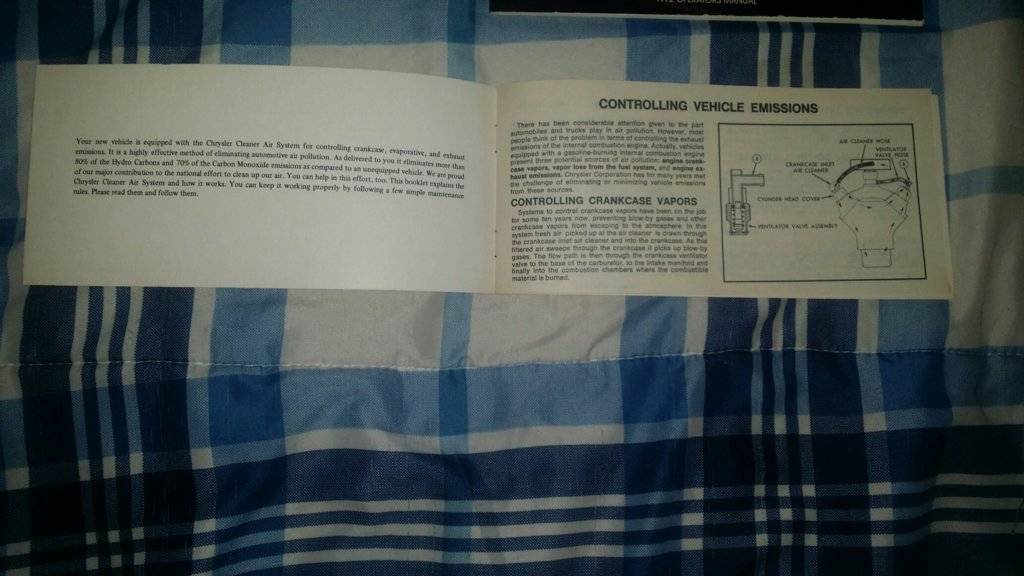 1972 OPERATORS MANUAL
Your new vehicle is equipped with the Chrysler Cleaner Air System for controlling crankcase, evaporative, and exhaust
emissions. It is a highly effective method of eliminating automotive air pollution. As delivered to you it eliminates more than
80% of the Hydro Carbons and 70% of the Carbon Monoxide emissions as compared to an unequipped vehicle. We are proud
of our major contribution to the national effort to clean up our air. You can help in this effort, too. This booklet explains the
Chrysler Cleaner Air System and how it works. You can keep it working properly by following a few simple maintenance
rules. Please read them and follow them.
CONTROLLING VEHICLE EMISSIONS
There has been considerable attention given to the part
automobiles and trucks play in air pollution. However, most
people think of the problem in terms of controlling the exhaust
emissions of the internal combustion engine. Actually, vehicles
equipped with a gasoline-burning internal combustion engine
present three potential sources of air pollution: engine crank-
case vapors, vapor loss from the fuel system, and engine ex-
haust emissions. Chrysler Corporation has for many years met
the challenge of eliminating or minimizing vehicle emissions
from these sources.
CONTROLLING CRANKCASE VAPORS
Systems to control crankcase vapors have been on the job
for some ten years now, preventing blow-by gases and other
crankcase vapors from escaping to the atmosphere. In this
system fresh air picked up at the air cleaner is drawn through
the crankcase inlet air cleaner and into the crankcase. As this
filtered air sweeps through the crankcase it picks up blow-by
gases. The flow path is then through the crankcase ventilator
valve to the base of the carburetor, to the intake manifold and
finally into the combustion chambers where the combustible
material is burned.
AIR CLEANER HOSE
VENTILATOR
VALVE HOSE
CRANKCASE INLET
AIR CLEANER
CYLINDER HEAD COVER
VENTILATOR VALVE ASSEMBLY